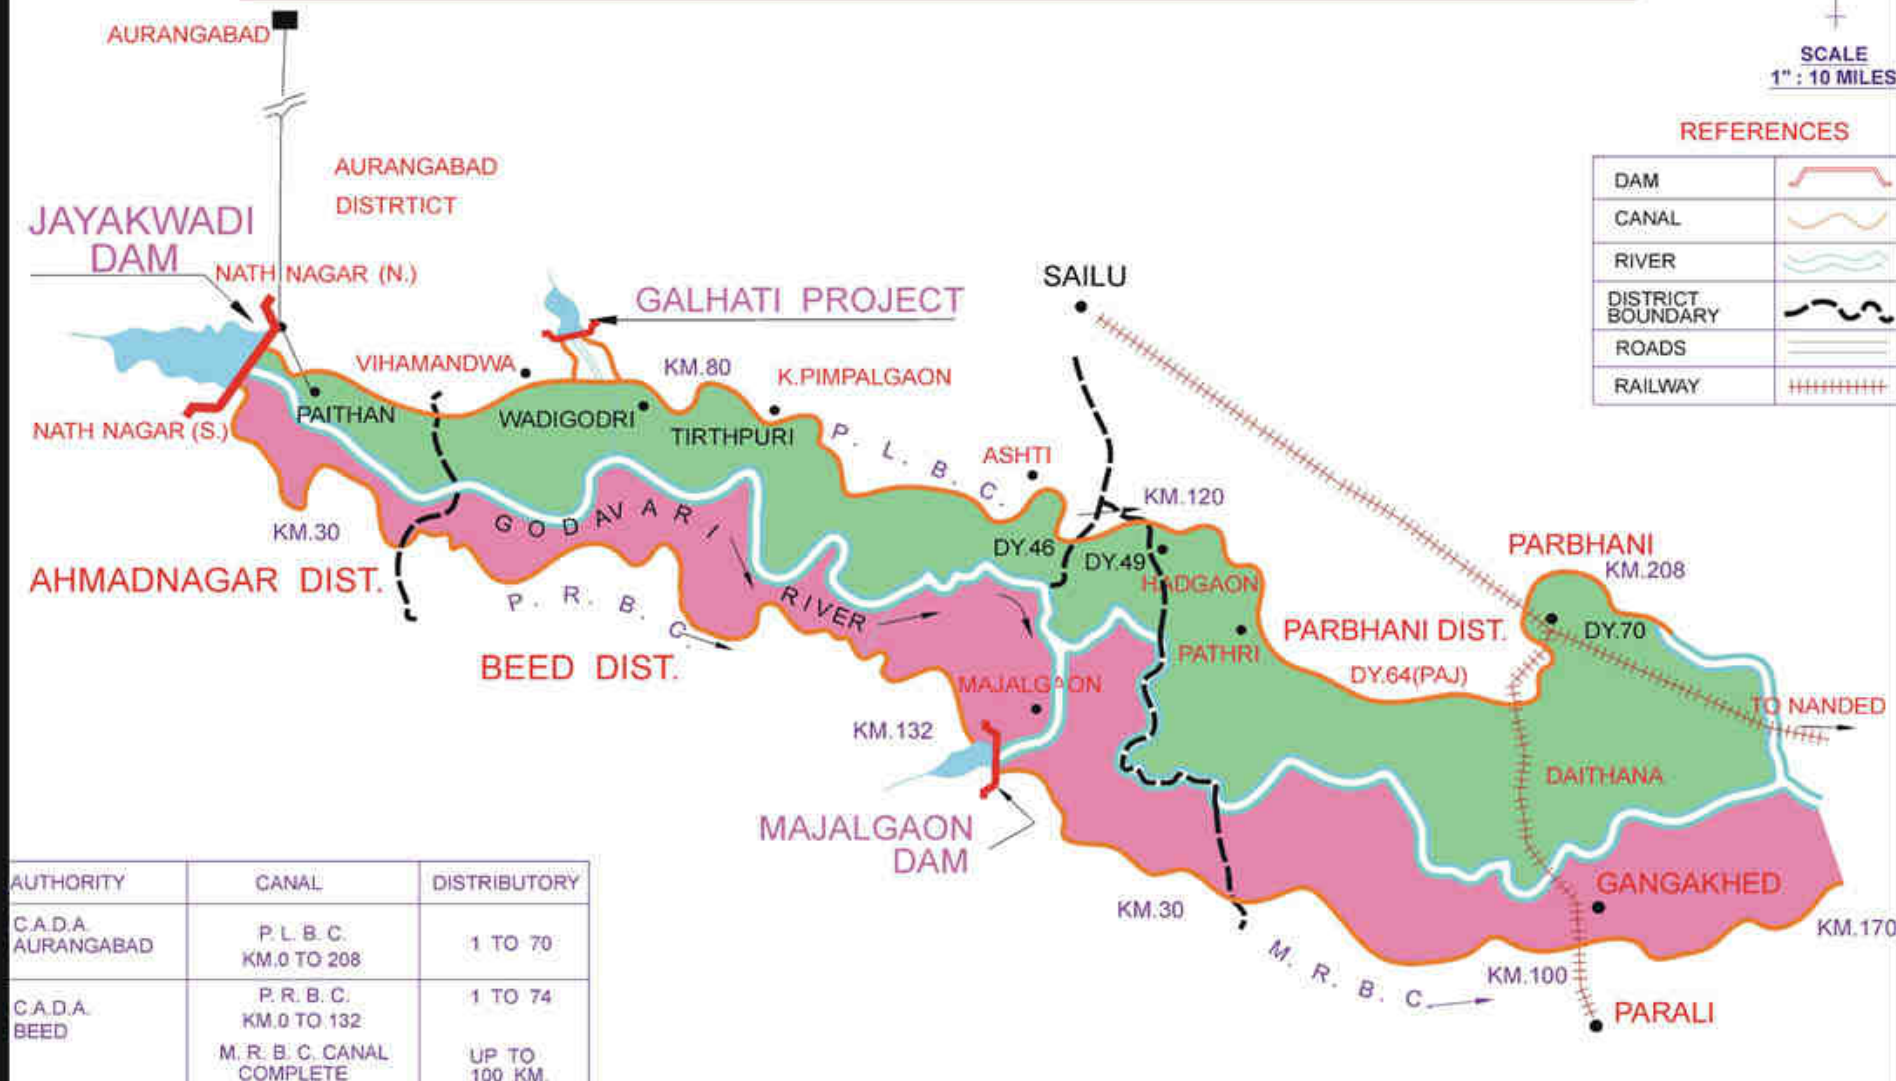 AURANGABAD
SCALE
1" : 10 MILES
REFERENCES
DAM
CANAL
RIVER
DISTRICT
BOUNDARY
ROADS
RAILWAY
AURANGABAD
DISTRTICT
JAYAKWADI
DAM
NATH NAGAR (N.)
GALHATI PROJECT
SAILU
VIHAMANDWA
KM.80
K.PIMPALGAON
NATH NAGAR (S.)
PAITHAN
WADIGODRI
TIRTHPURI
P. L. B. C.
ASHTI
KM.120
KM.30
GODAVARI
RIVER
DY.46
DY.49
HADGAON
PARBHANI
KM.208
AHMADNAGAR DIST.
P. R. B. C.
PARBHANI DIST.
DY.70
BEED DIST.
PATHRI
DY.64(PAJ)
MAJALGAON
KM.132
TO NANDED
DAITHANA
MAJALGAON
DAM
GANGAKHED
KM.30
KM.170
M. R. B. C.
KM.100
PARALI
AUTHORITY CANAL DISTRIBUTORY
C.A.D.A.
AURANGABAD
P. L. B. C.
KM.0 TO 208
1 TO 70
C.A.D.A.
BEED
P. R. B. C.
KM.0 TO 132
1 TO 74
M. R. B. C. CANAL
COMPLETE
UP TO
100 KM.